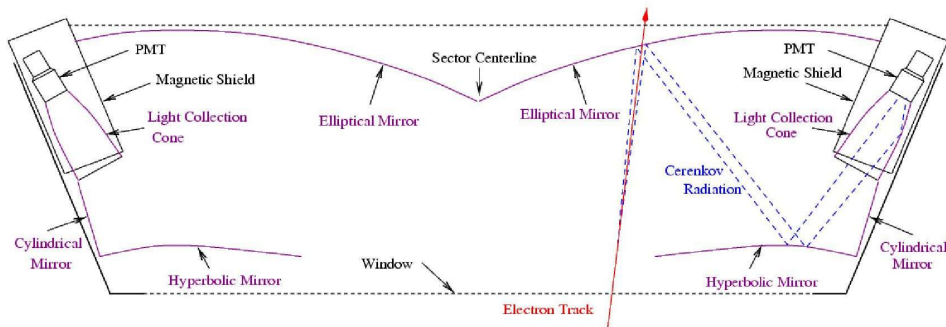 PMT
Magnetic Shield
Light Collection
Cone
Elliptical Mirror
Sector Centerline
Elliptical Mirror
PMT
Magnetic Shield
Light Collection
Cone
Cerenkov
Radiation
Cylindrical
Mirror
Hyperbolic Mirror
Window
Electron Track
Hyperbolic Mirror
Cylindrical
Mirror